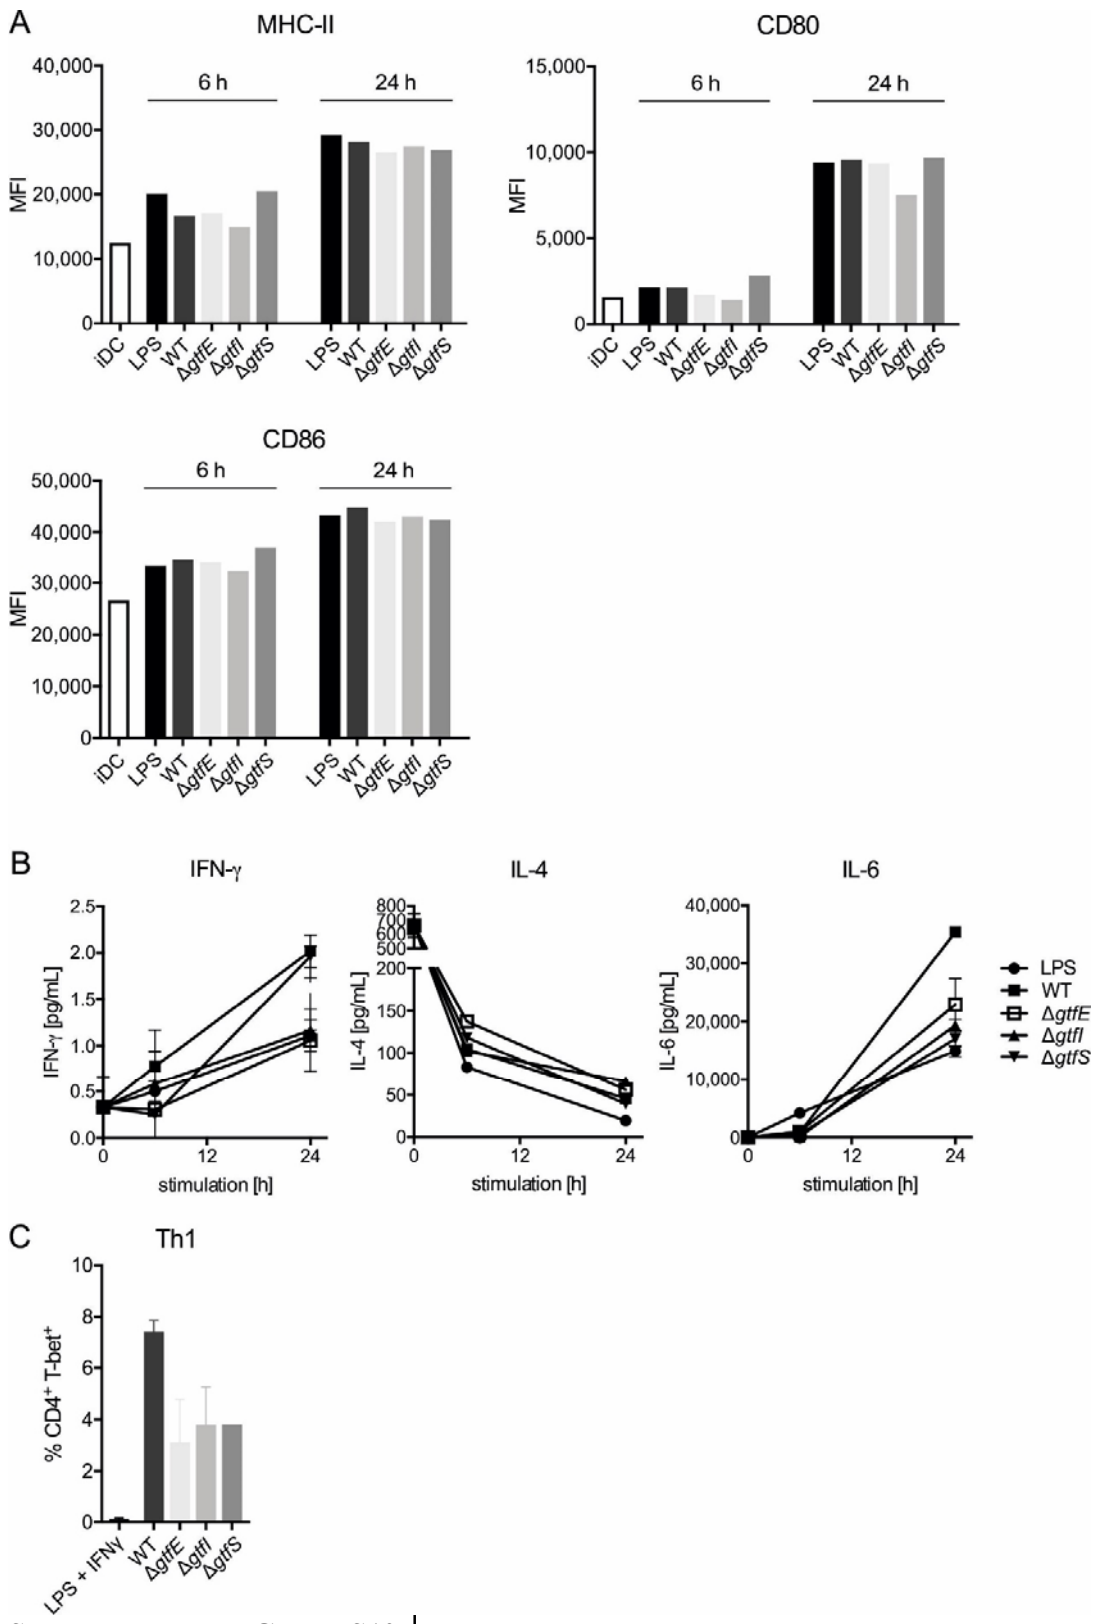 A
MHC-II
40,000
30,000
20,000
10,000
0
MFI
6 h
24 h
iDC
LPS
WT
ΔgtfE
ΔgtfI
ΔgtfS
LPS
WT
ΔgtfE
ΔgtfI
ΔgtfS
CD80
15,000
10,000
5,000
0
MFI
6 h
24 h
iDC
LPS
WT
ΔgtfE
ΔgtfI
ΔgtfS
LPS
WT
ΔgtfE
ΔgtfI
ΔgtfS
CD86
50,000
40,000
30,000
20,000
10,000
0
MFI
6 h
24 h
iDC
LPS
WT
ΔgtfE
ΔgtfI
ΔgtfS
LPS
WT
ΔgtfE
ΔgtfI
ΔgtfS
B
IFN-γ
2.5
2.0
1.5
1.0
0.5
0.0
IFN-γ [pg/mL]
0 12 24
stimulation [h]
IL-4
800
700
600
500
200
150
100
50
0
IL-4 [pg/mL]
0 12 24
stimulation [h]
IL-6
40,000
30,000
20,000
10,000
0
IL-6 [pg/mL]
0 12 24
stimulation [h]
LPS
WT
ΔgtfE
ΔgtfI
ΔgtfS
C
Th1
10
8
6
4
2
0
% CD4+ T-bet+
LPS + IFNγ
WT
ΔgtfE
ΔgtfI
ΔgtfS